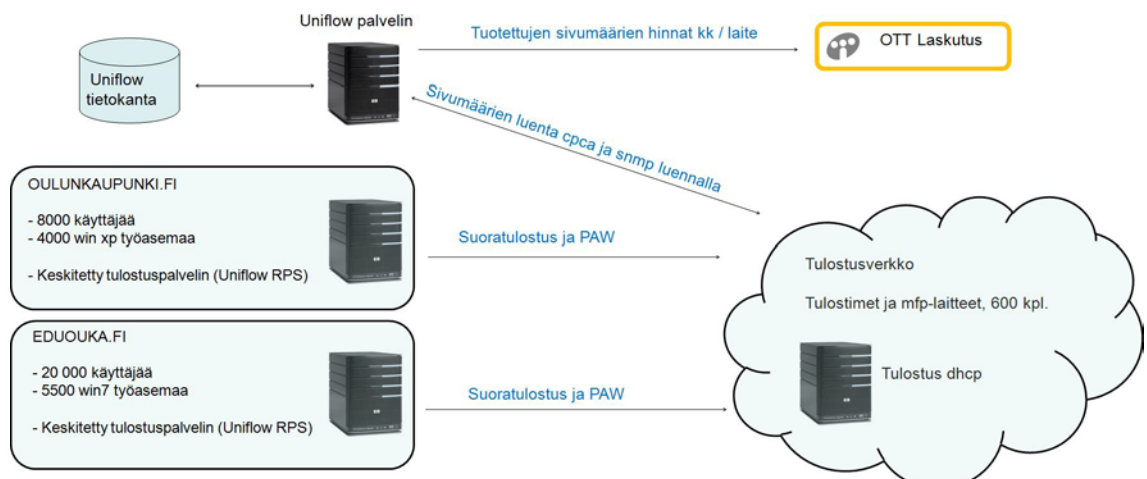 Uniflow palvelin
Tuotettujen sivumäärien hinnat kk / laite
OTT Laskutus
Uniflow
tietokanta
Sivumäärien luenta cpca ja snmp luennalla
OULUNKAUPUNKI.FI
- 8000 käyttäjää
- 4000 win xp työasemaa
- Keskitetty tulostuspalvelin (Uniflow RPS)
Suoratulostus ja PAW
Tulostusverkko
Tulostimet ja mfp-laitteet, 600 kpl.
EDUOUKA.FI
- 20 000 käyttäjää
- 5500 win7 työasemaa
- Keskitetty tulostuspalvelin (Uniflow RPS)
Suoratulostus ja PAW
Tulostus dhcp